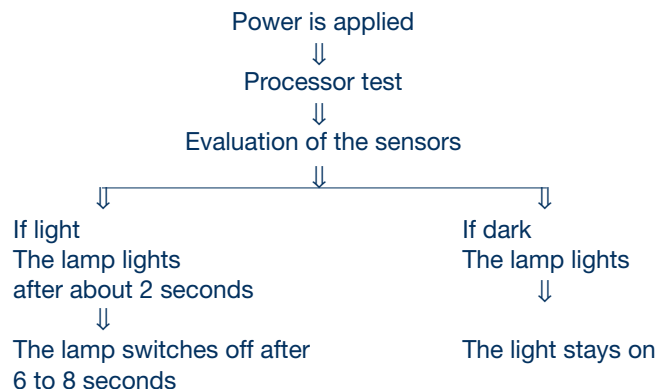 Power is applied
⇓
Processor test
⇓
Evaluation of the sensors
⇓
⇓ ⇓
If light
The lamp lights
after about 2 seconds
⇓
The lamp switches off after
6 to 8 seconds
If dark
The lamp lights
⇓
The light stays on